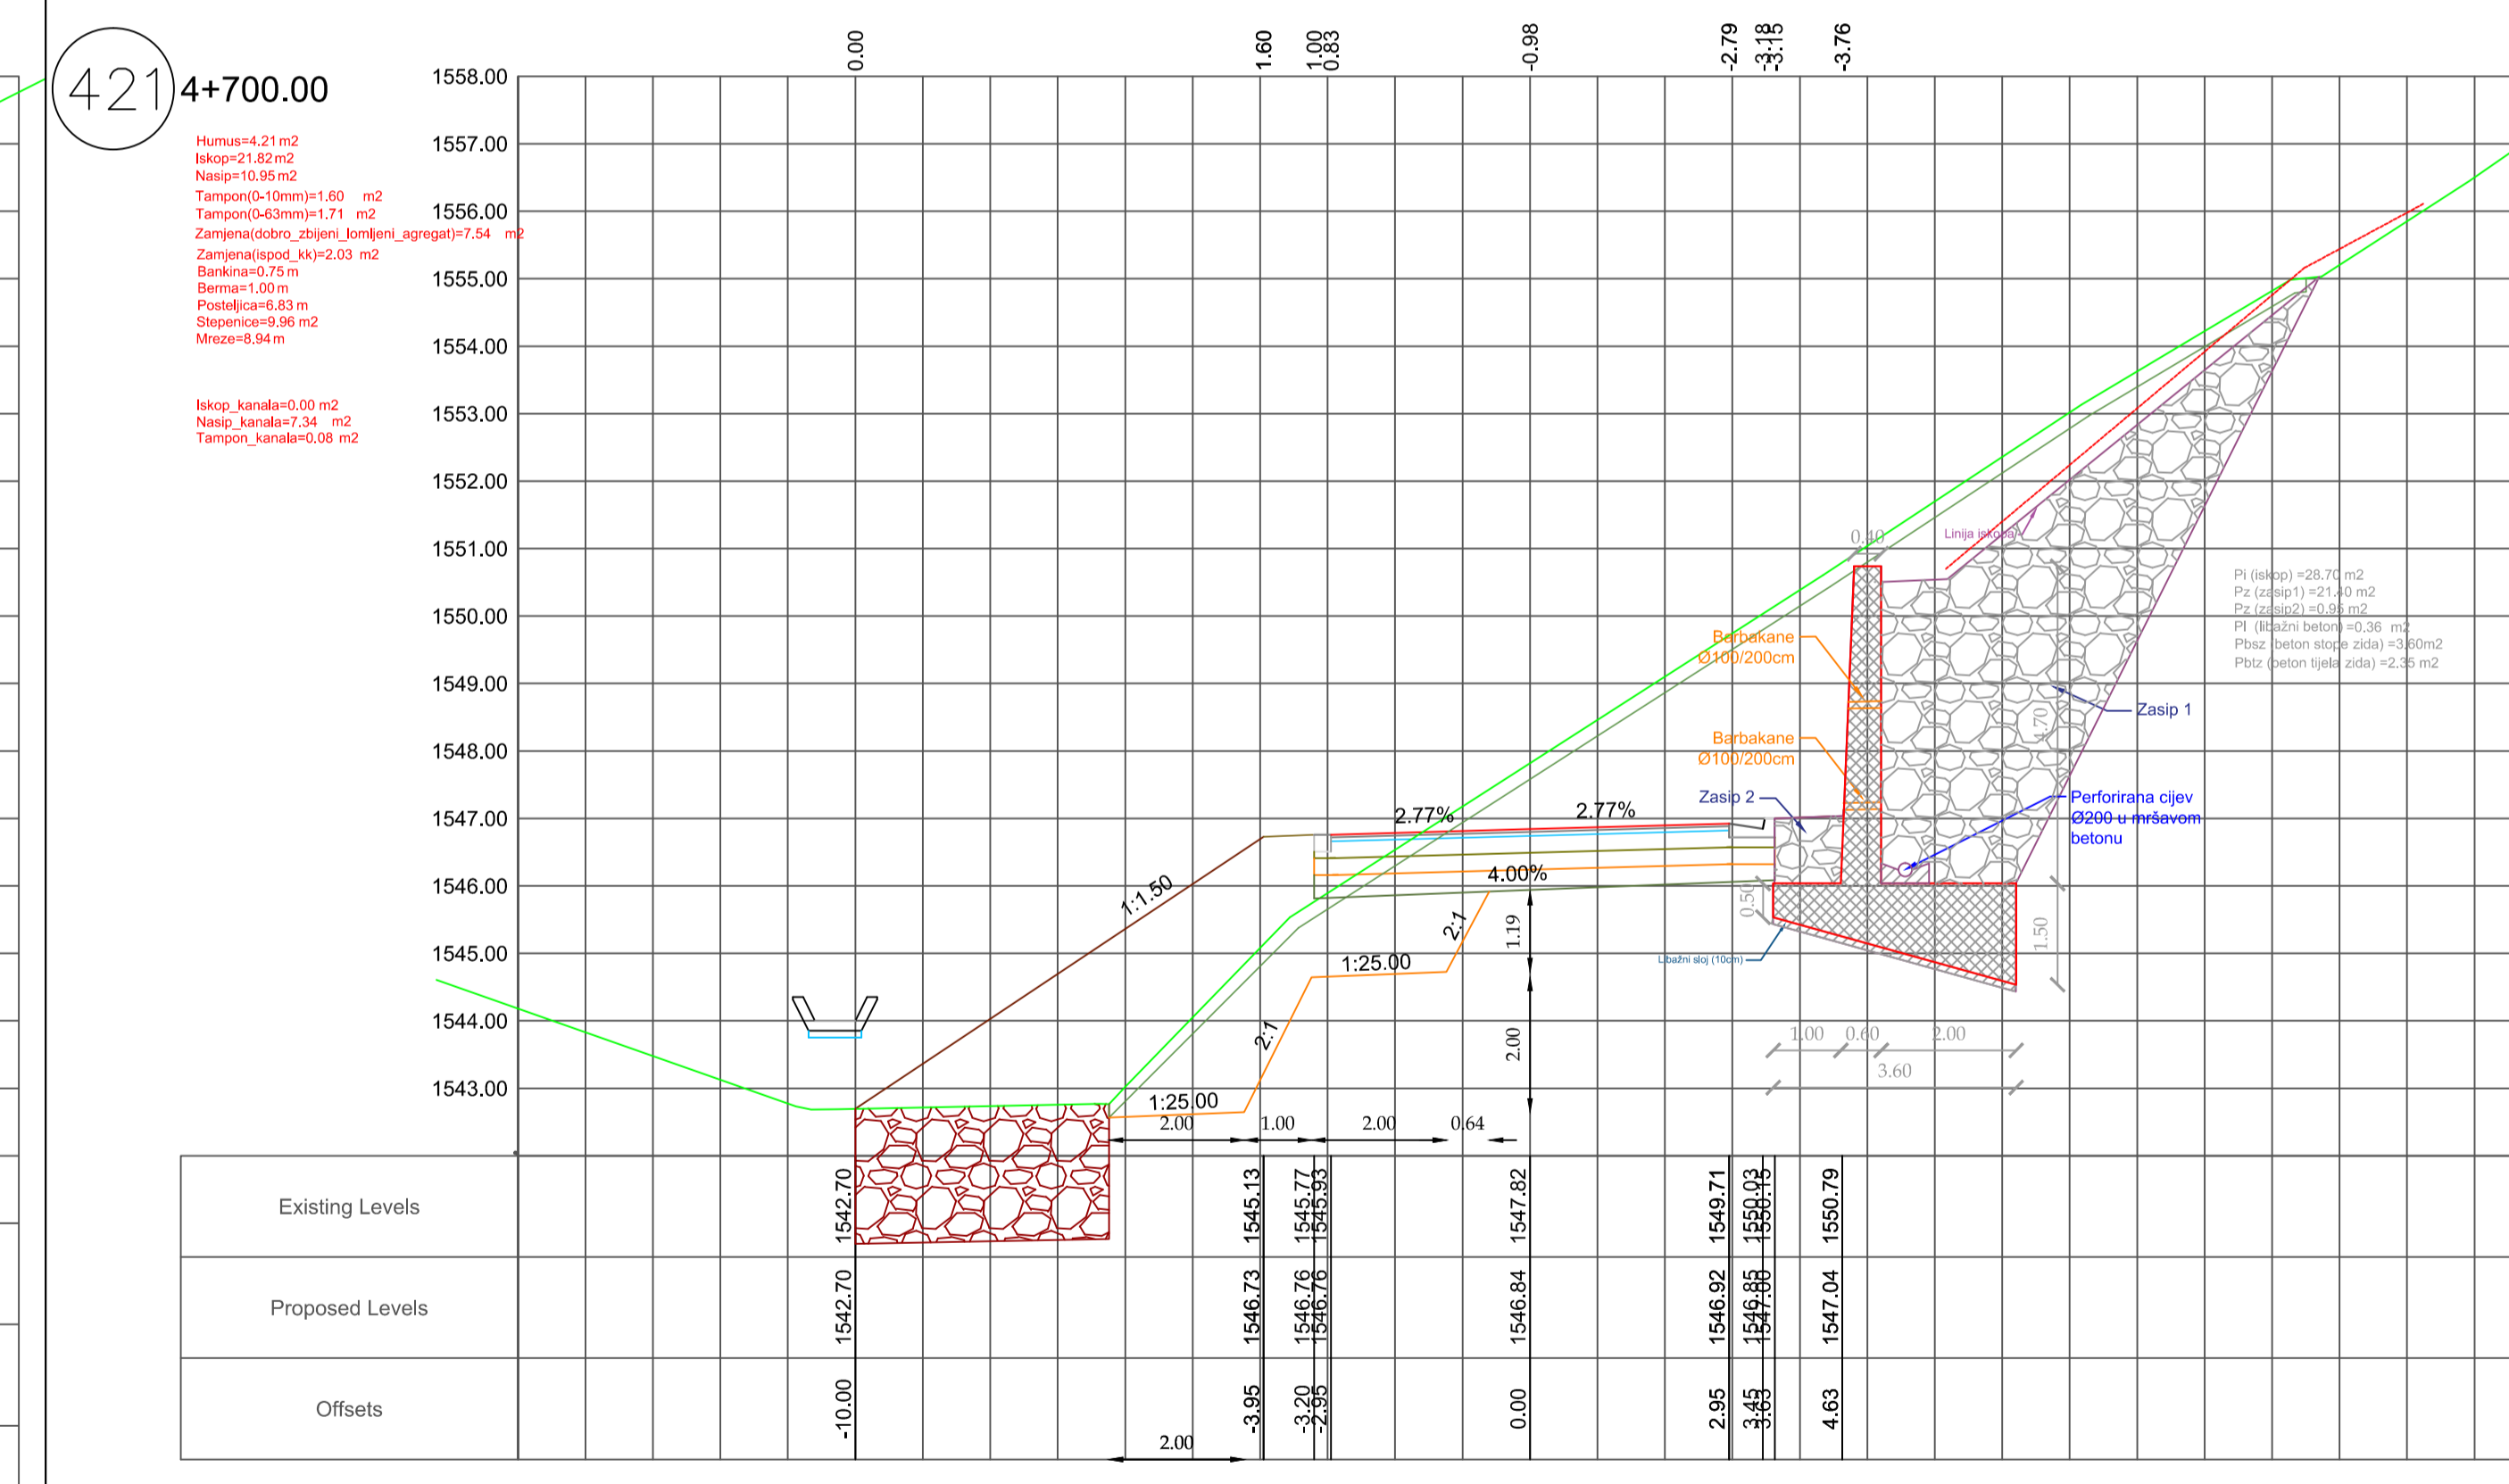 0.00
1.60
1.00
0.83
-0.98
-2.79
-3.18
-3.15
-3.76
421
4+700.00
Humus=4.21 m2
Iskop=21.82 m2
Nasip=10.95 m2
Tampon(0-10mm)=1.60 m2
Tampon(0-63mm)=1.71 m2
Zamjena(dobro_zbijeni_lomljeni_agregat)=7.54 m2
Zamjena(ispod_kk)=2.03 m2
Bankina=0.75 m
Berma=1.00 m
Posteljica=6.83 m
Stepenice=9.96 m2
Mreze=8.94 m
Iskop_kanala=0.00 m2
Nasip_kanala=7.34 m2
Tampon_kanala=0.08 m2
1558.00
1557.00
1556.00
1555.00
1554.00
1553.00
1552.00
1551.00
1550.00
1549.00
1548.00
1547.00
1546.00
1545.00
1544.00
1543.00
0.40
Linija iskopa
Pi (iskop) =28.70 m2
Pz (zasip1) =21.40 m2
Pz (zasip2) =0.95 m2
Pl (libažni beton) =0.36 m2
Pbsz (beton stope zida) =3.60m2
Pbtz (beton tijela zida) =2.35 m2
Barbakane
Ø100/200cm
Zasip 1
4.70
Barbakane
Ø100/200cm
Zasip 2
Perforirana cijev
Ø200 u mršavom
betonu
2.77%
2.77%
4.00%
1:1.50
0.50
1.50
2:1
1.19
1:25.00
Libažni sloj (10cm)
2:1
2.00
1.00
0.60
2.00
3.60
1:25.00
2.00
1.00
2.00
0.64
Existing Levels
1542.70
1545.13
1545.77
1545.93
1547.82
1549.71
1550.03
1550.15
1550.79
Proposed Levels
1542.70
1546.73
1546.76
1546.76
1546.84
1546.92
1546.85
1547.00
1547.04
Offsets
-10.00
-3.95
-3.20
-2.95
0.00
2.95
3.45
3.63
4.63
2.00